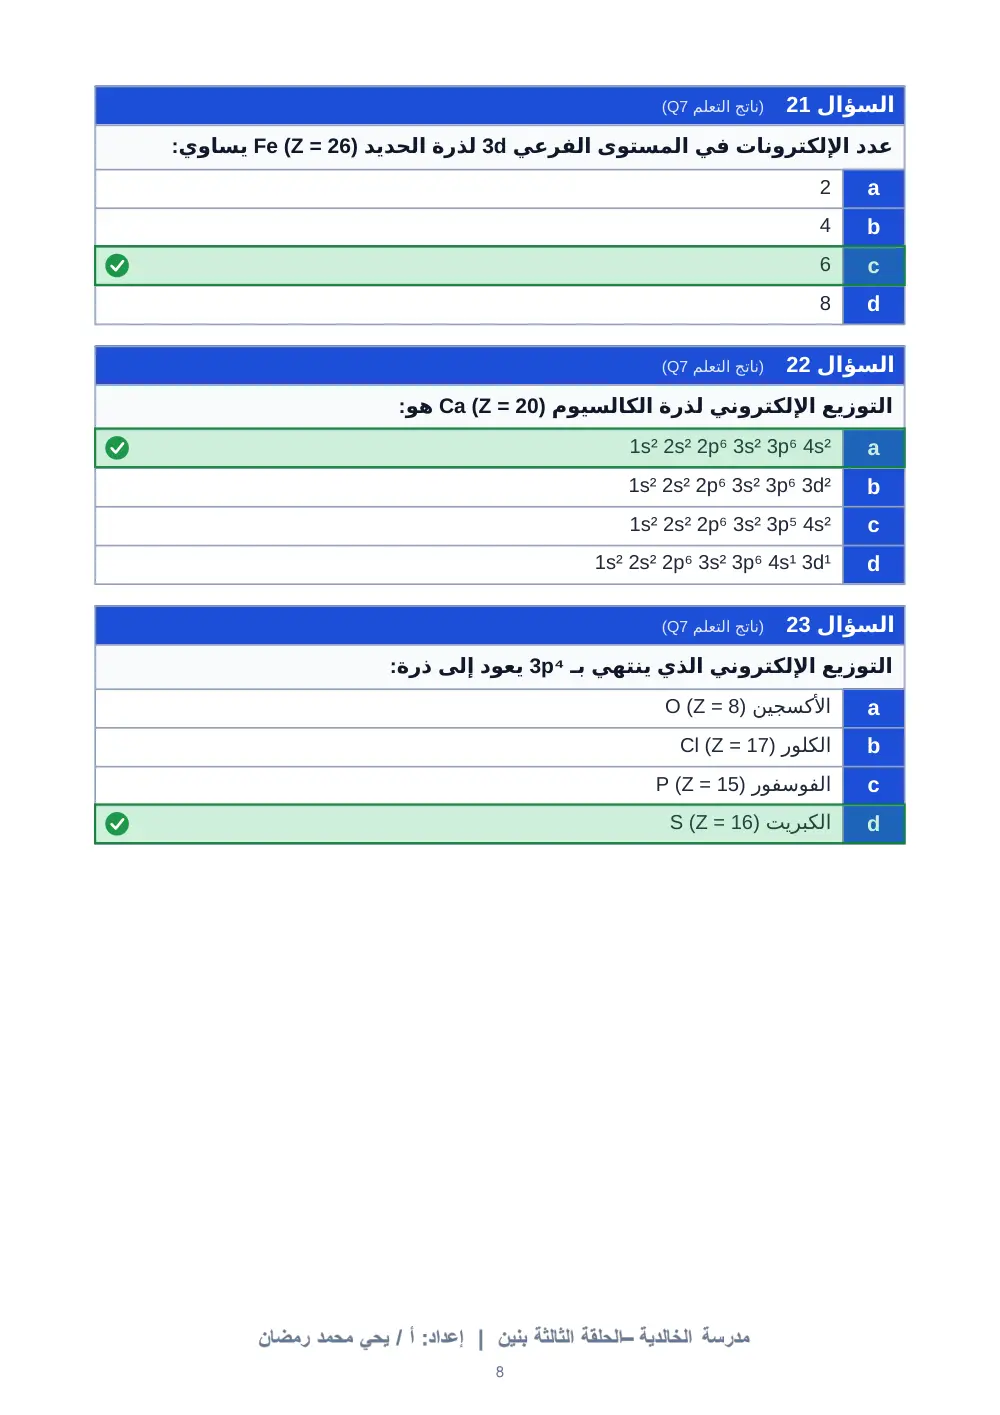 السؤال 21 (ناتج التعلم Q7)
عدد الإلكترونات في المستوى الفرعي 3d لذرة الحديد Fe (Z = 26) يساوي:
a 2
b 4
c 6
d 8
السؤال 22 (ناتج التعلم Q7)
التوزيع الإلكتروني لذرة الكالسيوم Ca (Z = 20) هو:
a 1s² 2s² 2p⁶ 3s² 3p⁶ 4s²
b 1s² 2s² 2p⁶ 3s² 3p⁶ 3d²
c 1s² 2s² 2p⁶ 3s² 3p⁵ 4s²
d 1s² 2s² 2p⁶ 3s² 3p⁶ 4s¹ 3d¹
السؤال 23 (ناتج التعلم Q7)
التوزيع الإلكتروني الذي ينتهي بـ 3p⁴ يعود إلى ذرة:
a الأكسجين O (Z = 8)
b الكلور Cl (Z = 17)
c الفوسفور P (Z = 15)
d الكبريت S (Z = 16)
مدرسة الخالدية –الحلقة الثالثة بنين | إعداد: أ / يحي محمد رمضان
8